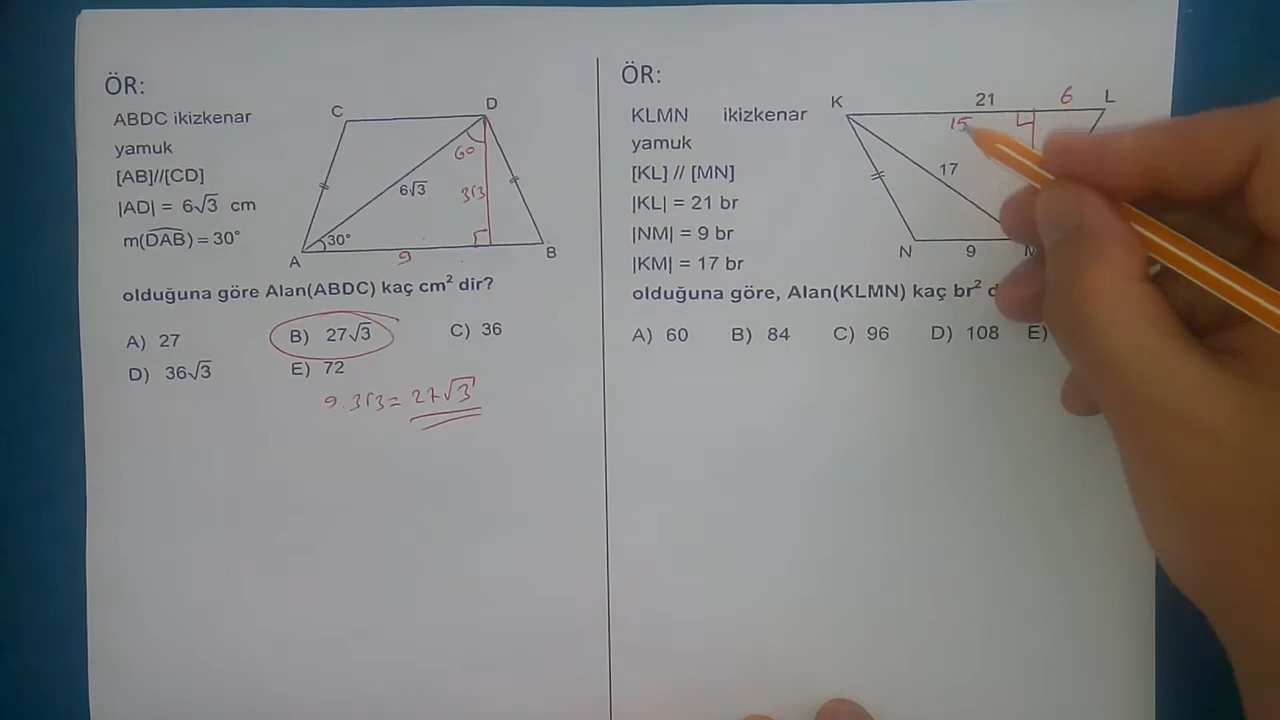 ÖR:
ABDC ikizkenar
yamuk
[AB]//[CD]
|AD| = 6√3 cm
m(DAB) = 30°
C
D
60
6√3
3√3
30°
A
9
B
olduğuna göre Alan(ABDC) kaç cm² dir?
A) 27
B) 27√3
C) 36
D) 36√3
E) 72
9.3√3 = 27√3
ÖR:
KLMN ikizkenar
yamuk
[KL] // [MN]
|KL| = 21 br
|NM| = 9 br
|KM| = 17 br
K
21
6
L
15
17
N
9
M
olduğuna göre, Alan(KLMN) kaç br²
A) 60
B) 84
C) 96
D) 108
E)